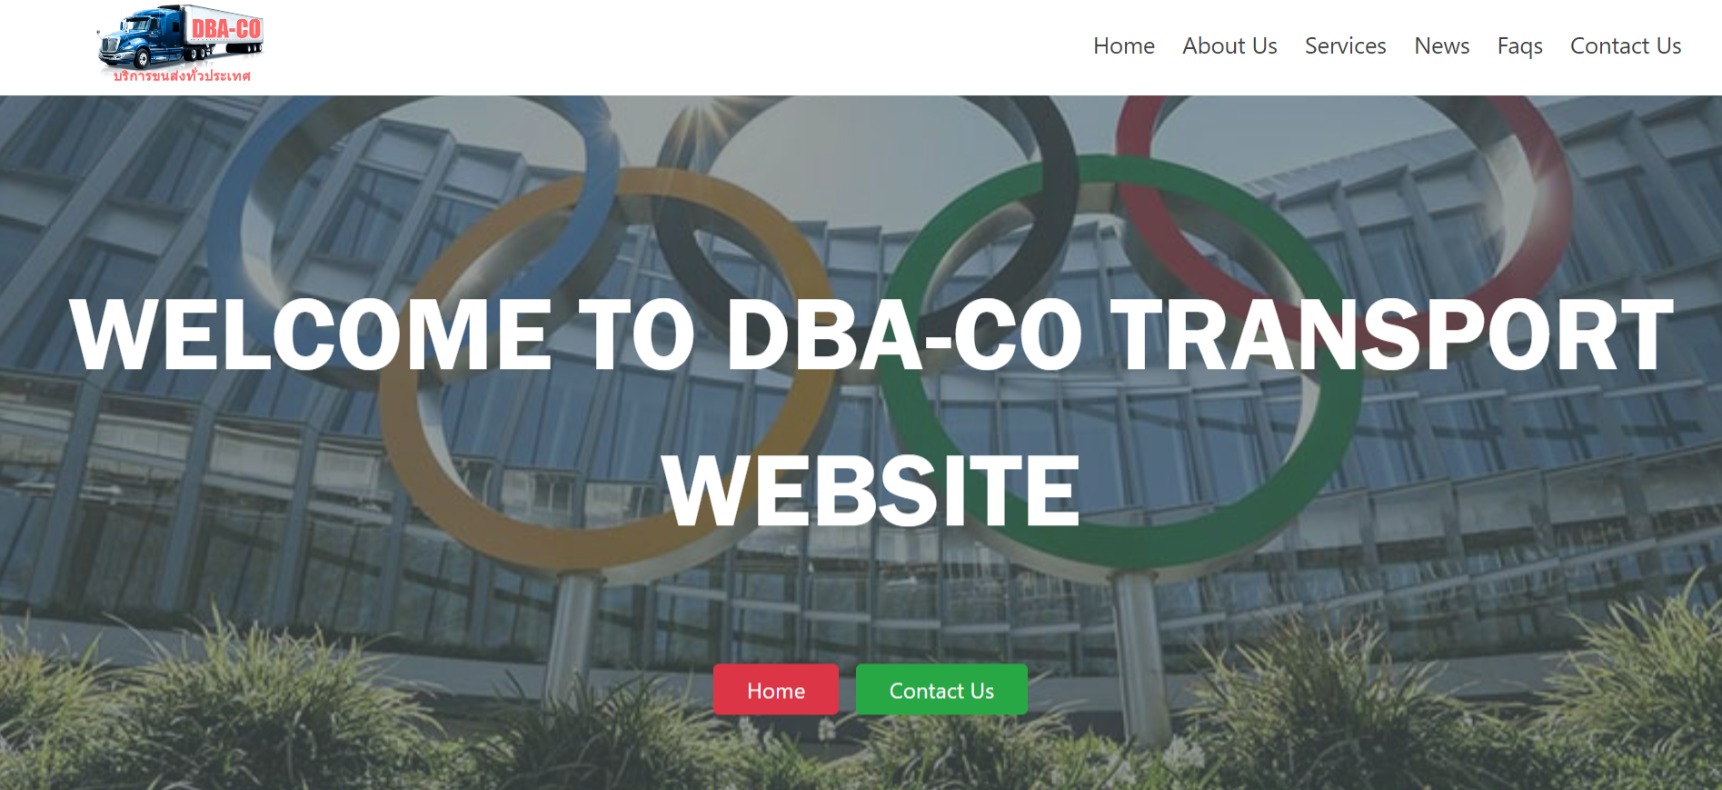 DBA-CO
บริการขนส่งทั่วประเทศ
Home About Us Services News Faqs Contact Us
WELCOME TO DBA-CO TRANSPORT
WEBSITE
Home Contact Us